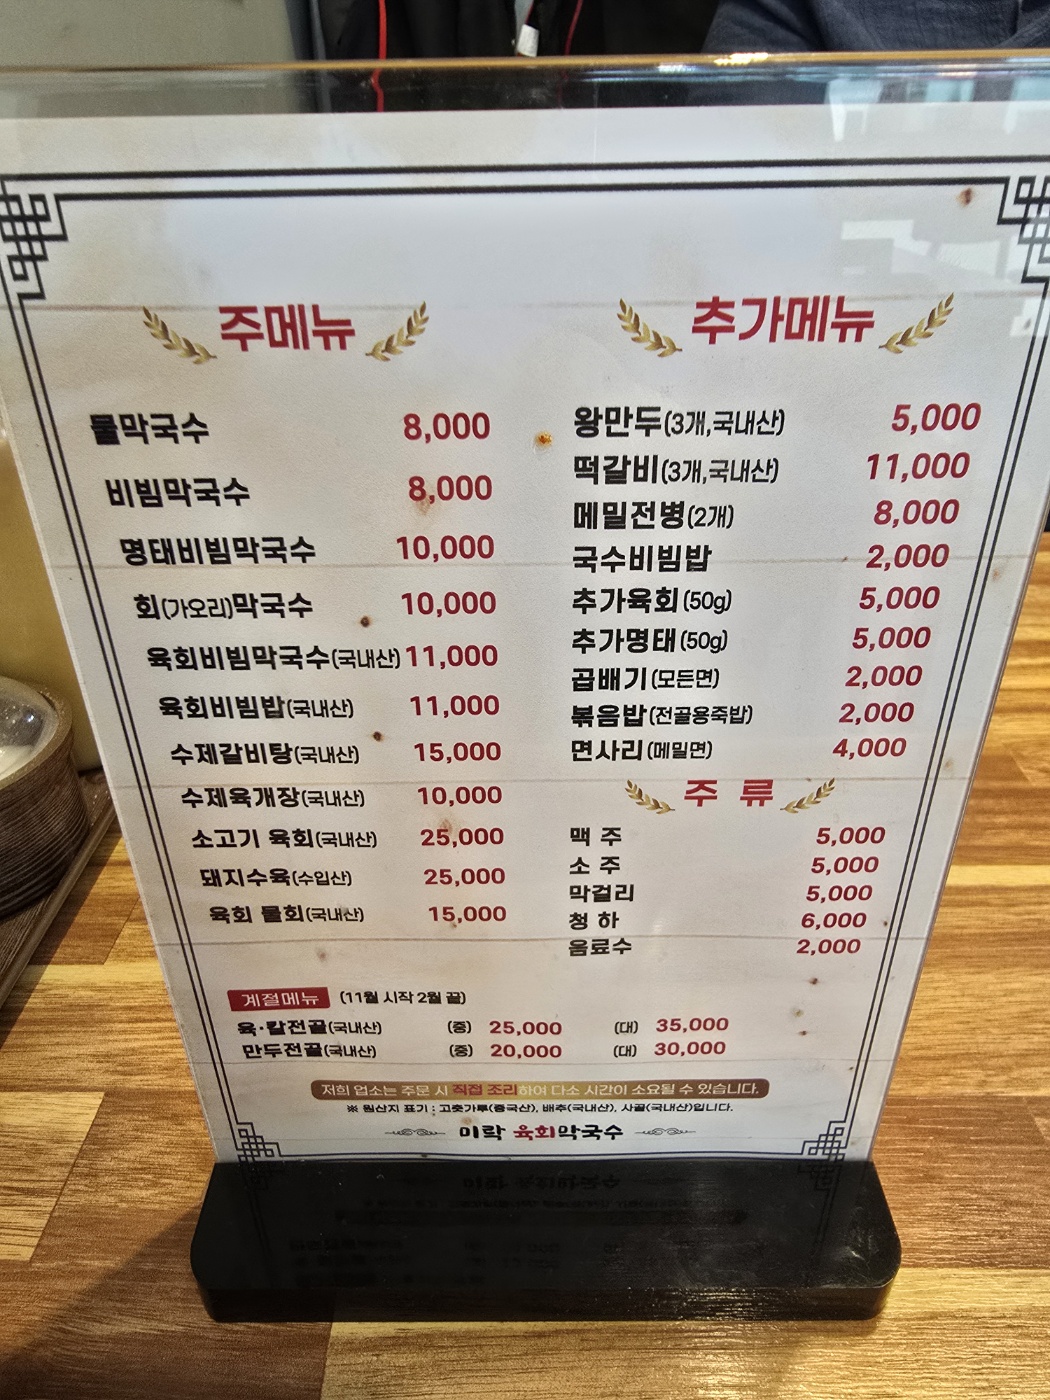 주메뉴
물막국수 8,000
비빔막국수 8,000
명태비빔막국수 10,000
회(가오리)막국수 10,000
육회비빔막국수(국내산) 11,000
육회비빔밥(국내산) 11,000
수제갈비탕(국내산) 15,000
수제육개장(국내산) 10,000
소고기 육회(국내산) 25,000
돼지수육(수입산) 25,000
육회 물회(국내산) 15,000
추가메뉴
왕만두(3개,국내산) 5,000
떡갈비(3개,국내산) 11,000
메밀전병(2개) 8,000
국수비빔밥 2,000
추가육회(50g) 5,000
추가명태(50g) 5,000
곱배기(모든면) 2,000
볶음밥(전골용죽밥) 2,000
면사리(메밀면) 4,000
주 류
맥 주 5,000
소 주 5,000
막걸리 5,000
청 하 6,000
음료수 2,000
계절메뉴 (11월 시작 2월 끝)
육·칼전골(국내산) (중) 25,000 (대) 35,000
만두전골(국내산) (중) 20,000 (대) 30,000
저희 업소는 주문 시 직접 조리하여 다소 시간이 소요될 수 있습니다.
※ 원산지 표기 : 고춧가루(중국산), 배추(국내산), 사골(국내산)입니다.
미락 육회막국수